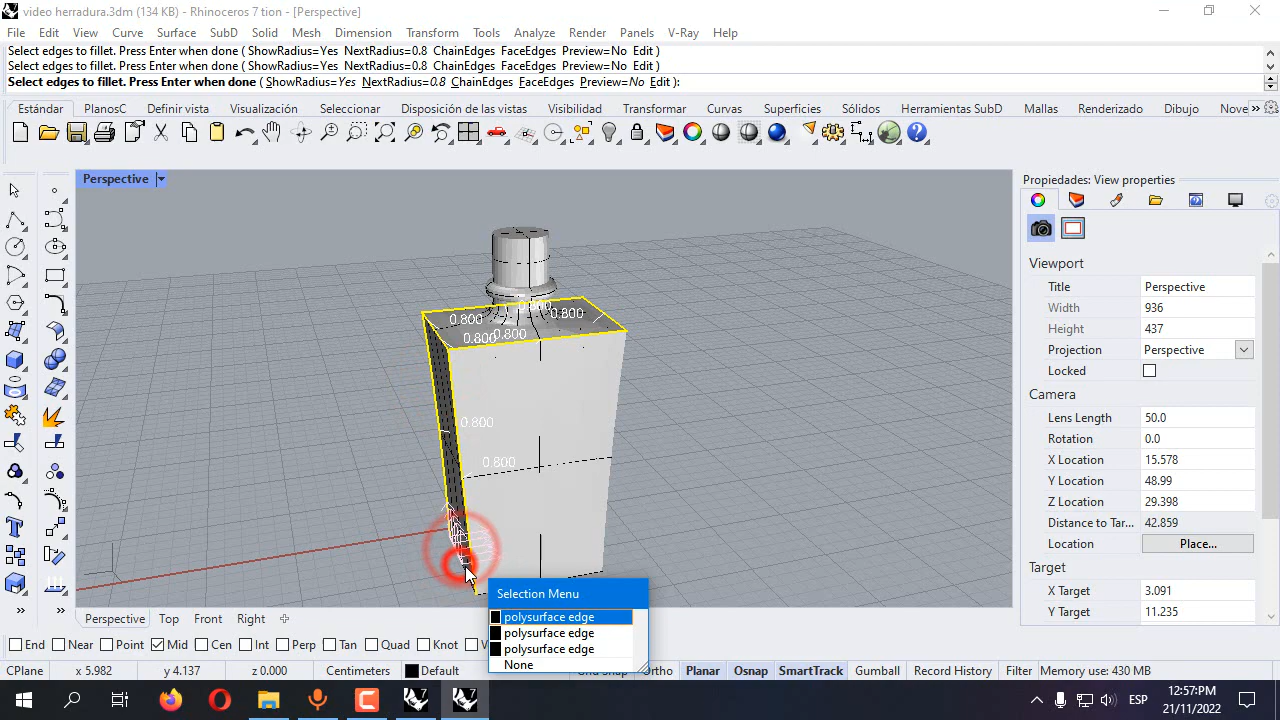 video herradura.3dm (134 KB) - Rhinoceros 7 tion - [Perspective]
File Edit View Curve Surface SubD Solid Mesh Dimension Transform Tools Analyze Render Panels V-Ray Help
Select edges to fillet. Press Enter when done ( ShowRadius=Yes NextRadius=0.8 ChainEdges FaceEdges Preview=No Edit )
Select edges to fillet. Press Enter when done ( ShowRadius=Yes NextRadius=0.8 ChainEdges FaceEdges Preview=No Edit )
Select edges to fillet. Press Enter when done ( ShowRadius=Yes NextRadius=0.8 ChainEdges FaceEdges Preview=No Edit ):
Estándar PlanosC Definir vista Visualización Seleccionar Disposición de las vistas Visibilidad Transformar Curvas Superficies Sólidos Herramientas SubD Mallas Renderizado Dibujo Nove »
Perspective
Propiedades: View properties
Viewport
Title Perspective
Width 936
Height 437
Projection Perspective
Locked
Camera
Lens Length 50.0
Rotation 0.0
X Location 15.578
Y Location 48.99
Z Location 29.398
Distance to Tar... 42.859
Location Place...
Target
X Target 3.091
Y Target 11.235
0.800
0.800
0.800
0.800
0.800
0.800
0.800
Selection Menu
polysurface edge
polysurface edge
polysurface edge
None
Perspective Top Front Right
End Near Point Mid Cen Int Perp Tan Quad Knot
CPlane x 5.982 y 4.137 z 0.000 Centimeters Default Ortho Planar Osnap SmartTrack Gumball Record History Filter Memory use: 430 MB
ESP
12:57:PM
21/11/2022